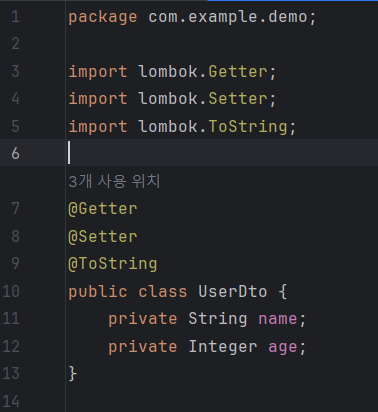 1 package com.example.demo;
2
3 import lombok.Getter;
4 import lombok.Setter;
5 import lombok.ToString;
6
3개 사용 위치
7 @Getter
8 @Setter
9 @ToString
10 public class UserDto {
11     private String name;
12     private Integer age;
13 }
14